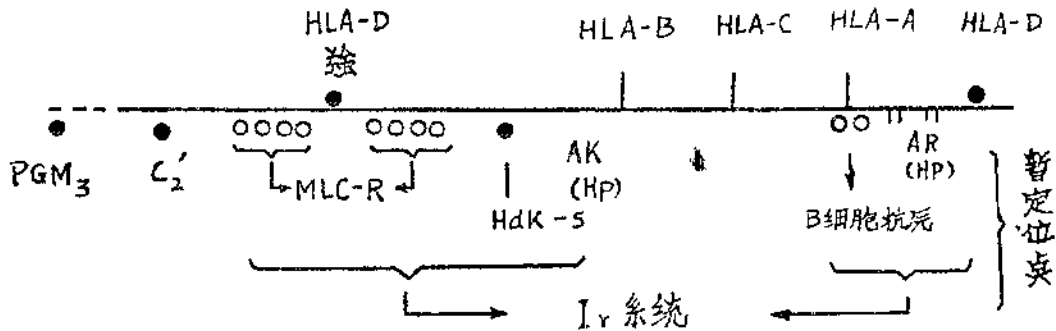 HLA-D HLA-B HLA-C HLA-A HLA-D
PGM₃ C₂′ MLC-R AK AR
(Hp) (Hp)
HdK-S
B细胞抗原
Ir系统
暂定位点